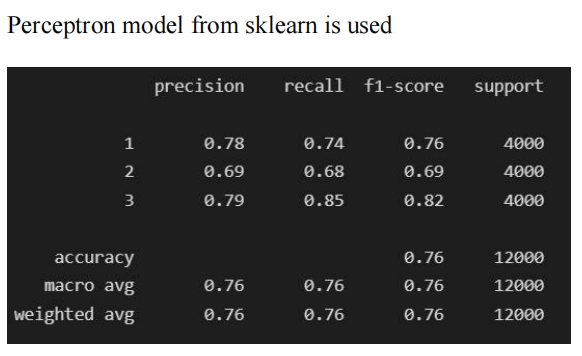 Perceptron model from sklearn is used
precision recall f1-score support
1 0.78 0.74 0.76 4000
2 0.69 0.68 0.69 4000
3 0.79 0.85 0.82 4000
accuracy 0.76 12000
macro avg 0.76 0.76 0.76 12000
weighted avg 0.76 0.76 0.76 12000